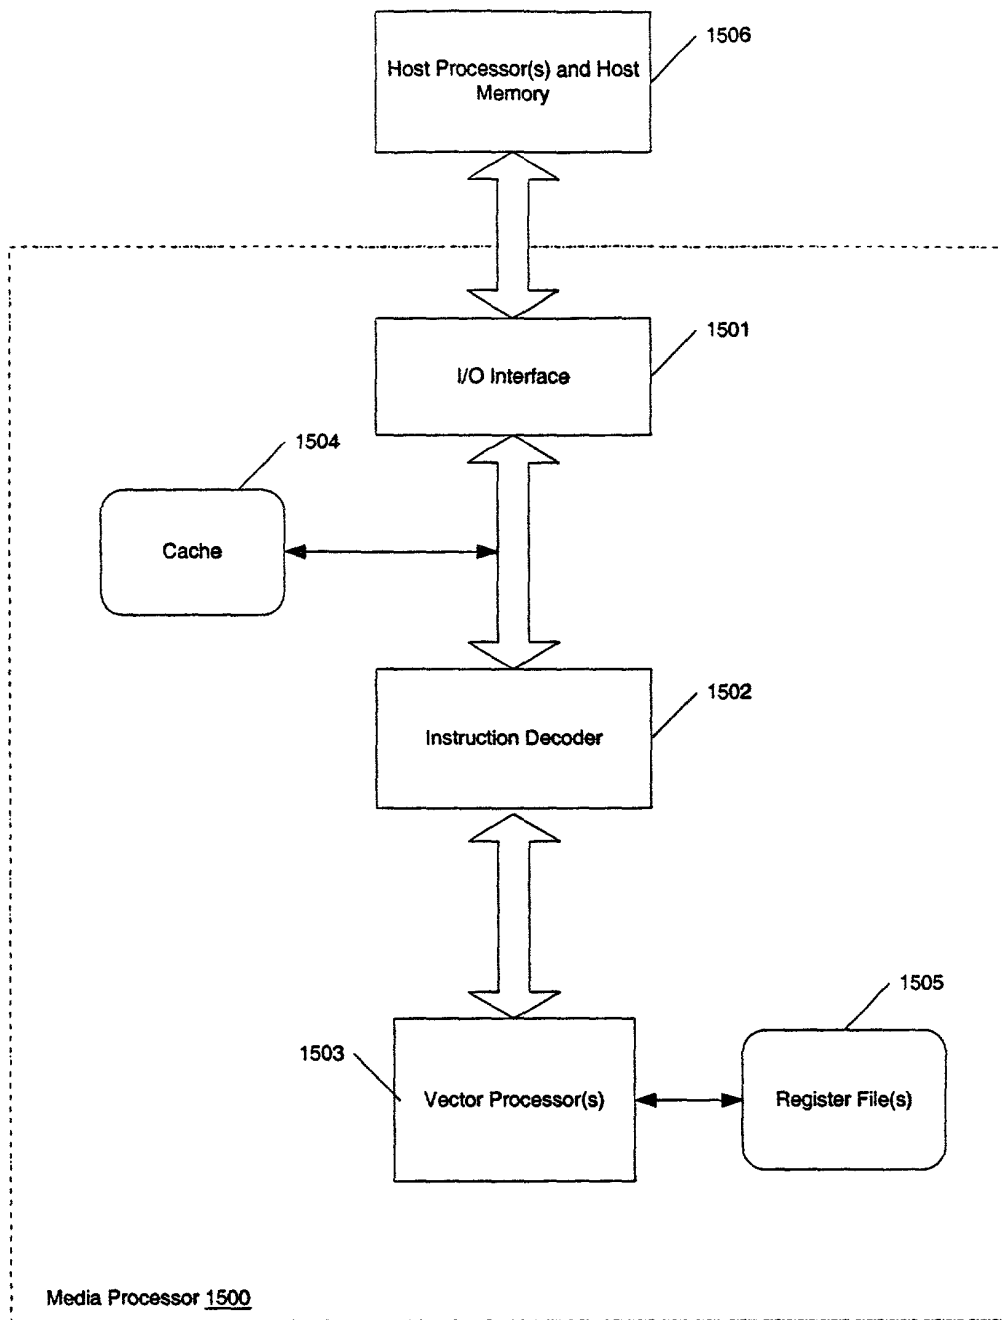 1506
Host Processor(s) and Host
Memory
1501
I/O Interface
1504
Cache
1502
Instruction Decoder
1505
1503
Vector Processor(s)
Register File(s)
Media Processor 1500